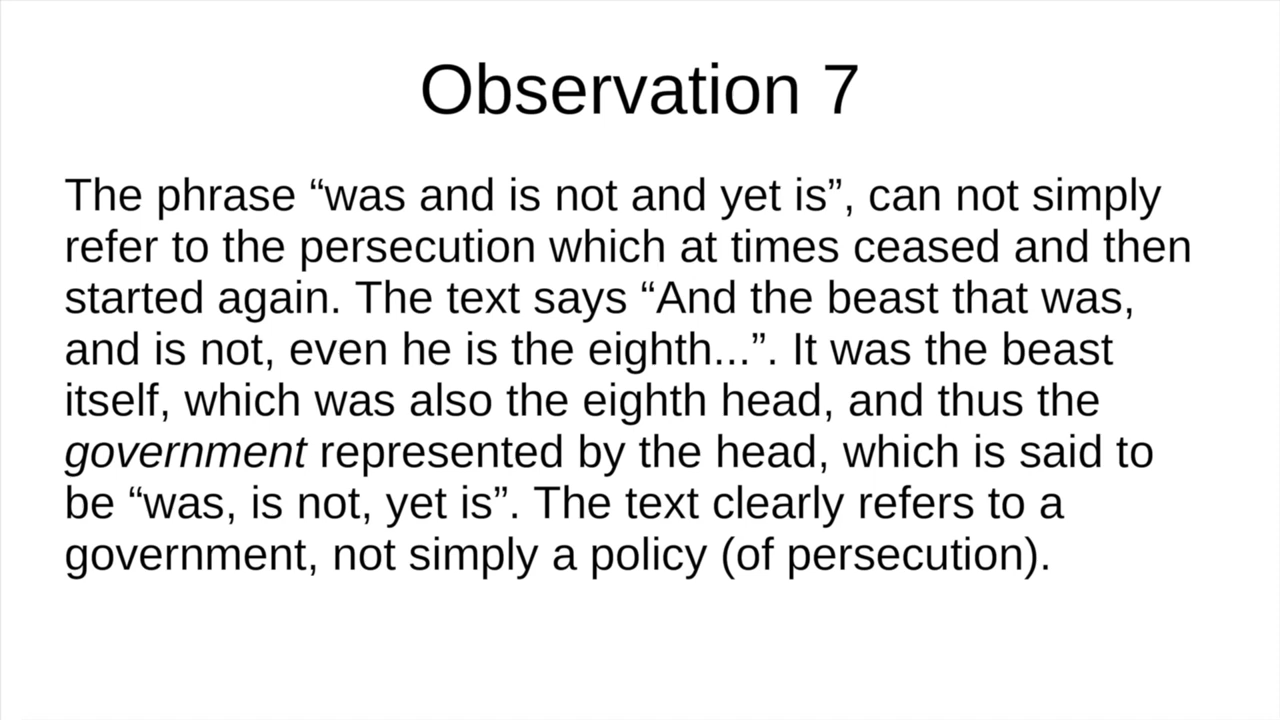 Observation 7
The phrase “was and is not and yet is”, can not simply
refer to the persecution which at times ceased and then
started again. The text says “And the beast that was,
and is not, even he is the eighth...”. It was the beast
itself, which was also the eighth head, and thus the
government represented by the head, which is said to
be “was, is not, yet is”. The text clearly refers to a
government, not simply a policy (of persecution).